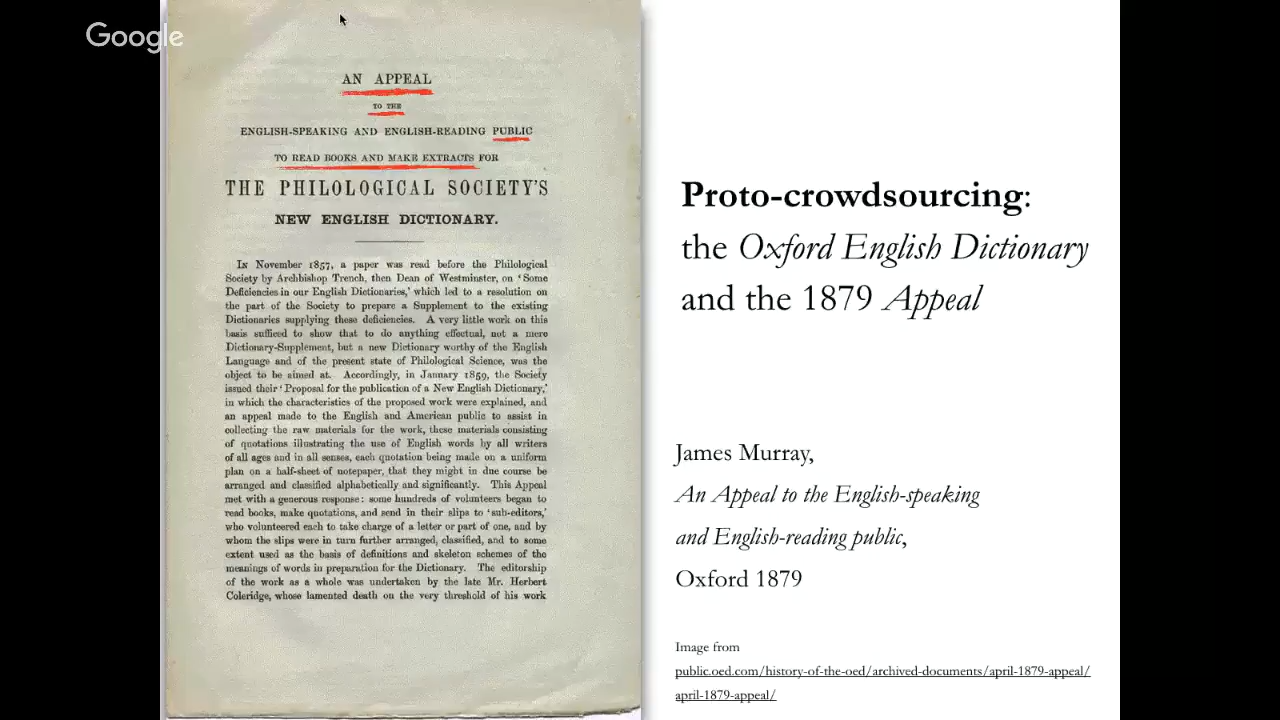 Google
AN APPEAL
TO THE
ENGLISH-SPEAKING AND ENGLISH-READING PUBLIC
TO READ BOOKS AND MAKE EXTRACTS FOR
THE PHILOLOGICAL SOCIETY'S
NEW ENGLISH DICTIONARY.
In November 1857, a paper was read before the Philological
Society by Archbishop Trench, then Dean of Westminster, on 'Some
Deficiencies in our English Dictionaries,' which led to a resolution on
the part of the Society to prepare a Supplement to the existing
Dictionaries supplying these deficiencies. A very little work on this
basis sufficed to show that to do anything effectual, not a mere
Dictionary-Supplement, but a new Dictionary worthy of the English
Language and of the present state of Philological Science, was the
object to be aimed at. Accordingly, in January 1859, the Society
issued their 'Proposal for the publication of a New English Dictionary,'
in which the characteristics of the proposed work were explained, and
an appeal made to the English and American public to assist in
collecting the raw materials for the work, these materials consisting
of quotations illustrating the use of English words by all writers
of all ages and in all senses, each quotation being made on a uniform
plan on a half-sheet of notepaper, that they might in due course be
arranged and classified alphabetically and significantly. This Appeal
met with a generous response: some hundreds of volunteers began to
read books, make quotations, and send in their slips to 'sub-editors,'
who volunteered each to take charge of a letter or part of one, and by
whom the slips were in turn further arranged, classified, and to some
extent used as the basis of definitions and skeleton schemes of the
meanings of words in preparation for the Dictionary. The editorship
of the work as a whole was undertaken by the late Mr. Herbert
Coleridge, whose lamented death on the very threshold of his work
Proto-crowdsourcing:
the Oxford English Dictionary
and the 1879 Appeal
James Murray,
An Appeal to the English-speaking
and English-reading public,
Oxford 1879
Image from
public.oed.com/history-of-the-oed/archived-documents/april-1879-appeal/
april-1879-appeal/